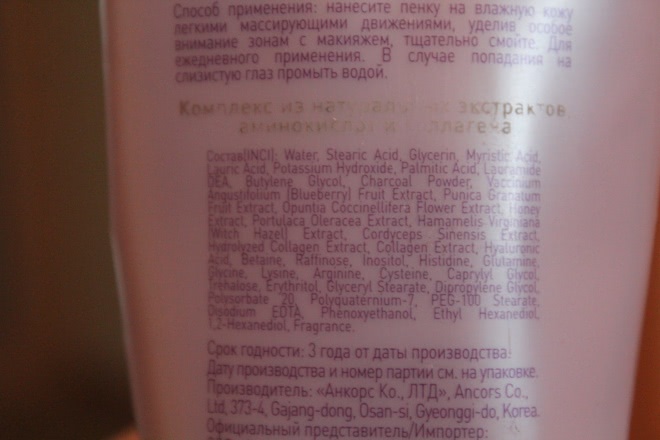 Способ применения: нанесите пенку на влажную кожу
легкими массирующими движениями, уделив особое
внимание зонам с макияжем, тщательно смойте. Для
ежедневного применения. В случае попадания на
слизистую глаз промыть водой.
Комплекс из натуральных экстрактов,
аминокислот и коллагена
Состав(INCI): Water, Stearic Acid, Glycerin, Myristic Acid,
Lauric Acid, Potassium Hydroxide, Palmitic Acid, Lauramide
DEA, Butylene Glycol, Charcoal Powder, Vaccinium
Angustifolium (Blueberry) Fruit Extract, Punica Granatum
Fruit Extract, Opuntia Coccinellifera Flower Extract, Honey
Extract, Portulaca Oleracea Extract, Hamamelis Virginiana
(Witch Hazel) Extract, Cordyceps Sinensis Extract,
Hydrolyzed Collagen Extract, Collagen Extract, Hyaluronic
Acid, Betaine, Raffinose, Inositol, Histidine, Glutamine,
Glycine, Lysine, Arginine, Cysteine, Caprylyl Glycol,
Trehalose, Erythritol, Glyceryl Stearate, Dipropylene Glycol,
Polysorbate 20, Polyguaternium-7, PEG-100 Stearate,
Disodium EDTA, Phenoxyethanol, Ethyl Hexanediol,
1,2-Hexanediol, Fragrance.
Срок годности: 3 года от даты производства:
Дату производства и номер партии см. на упаковке.
Производитель: «Анкорс Ко., ЛТД», Ancors Co.,
Ltd, 373-4, Gajang-dong, Osan-si, Gyeonggi-do, Korea.
Официальный представитель/Импортер: